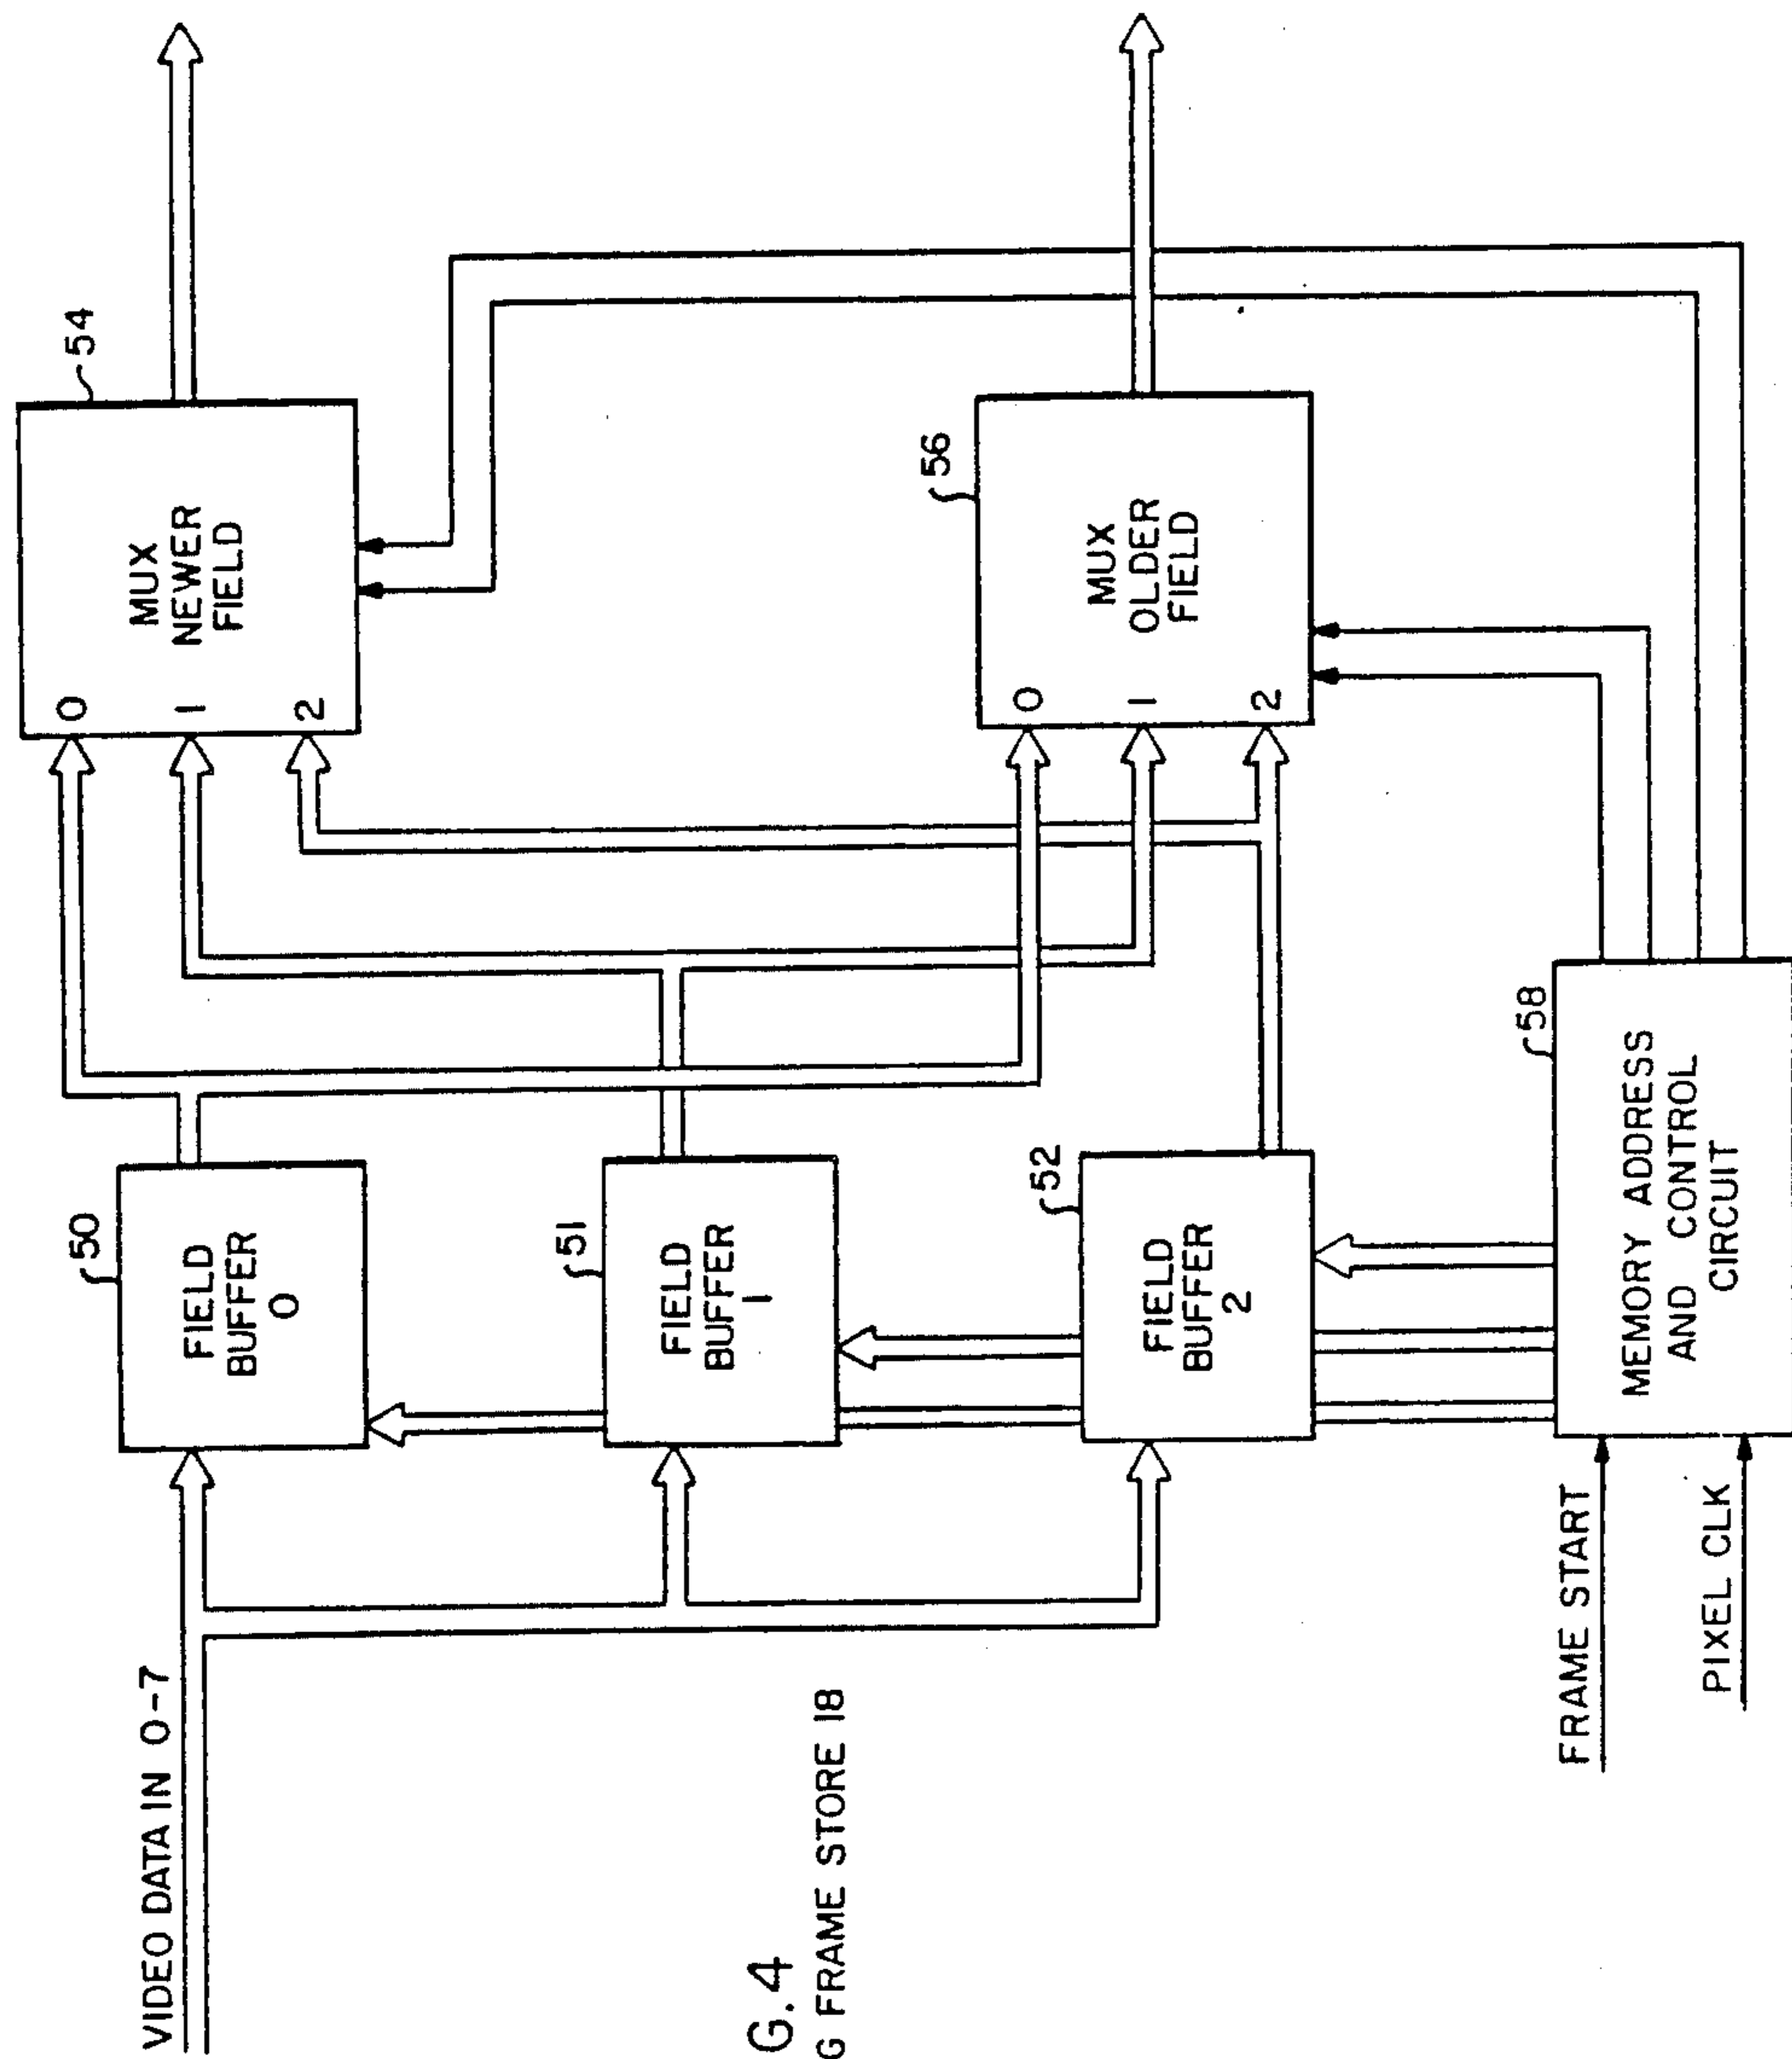 VIDEO DATA IN 0-7
50
FIELD
BUFFER
0
51
FIELD
BUFFER
1
52
FIELD
BUFFER
2
54
MUX
NEWER
FIELD
0
1
2
56
MUX
OLDER
FIELD
0
1
2
58
MEMORY ADDRESS
AND CONTROL
CIRCUIT
FRAME START
PIXEL CLK
G.4
G FRAME STORE 18